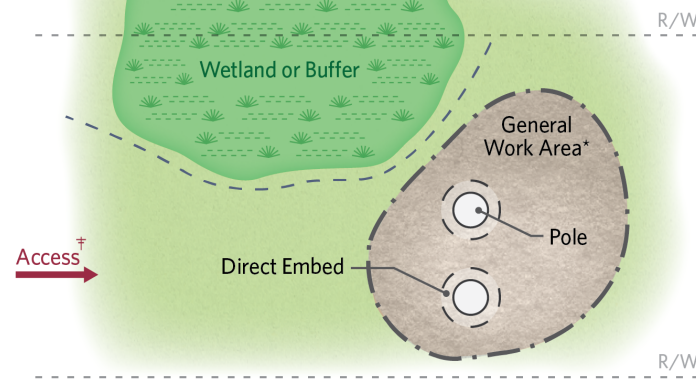 R/W
Wetland or Buffer
General
Work Area*
Access‡
Pole
Direct Embed
R/W